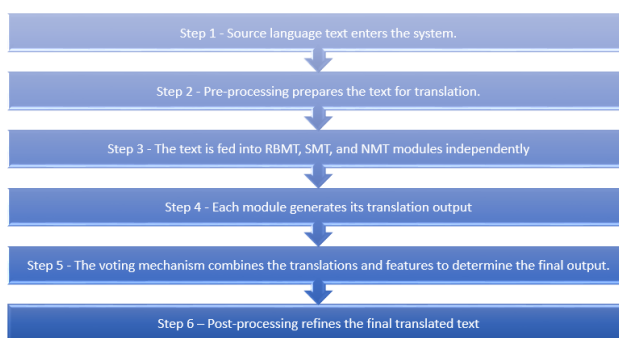 Step 1 - Source language text enters the system.
Step 2 - Pre-processing prepares the text for translation.
Step 3 - The text is fed into RBMT, SMT, and NMT modules independently
Step 4 - Each module generates its translation output
Step 5 - The voting mechanism combines the translations and features to determine the final output.
Step 6 – Post-processing refines the final translated text